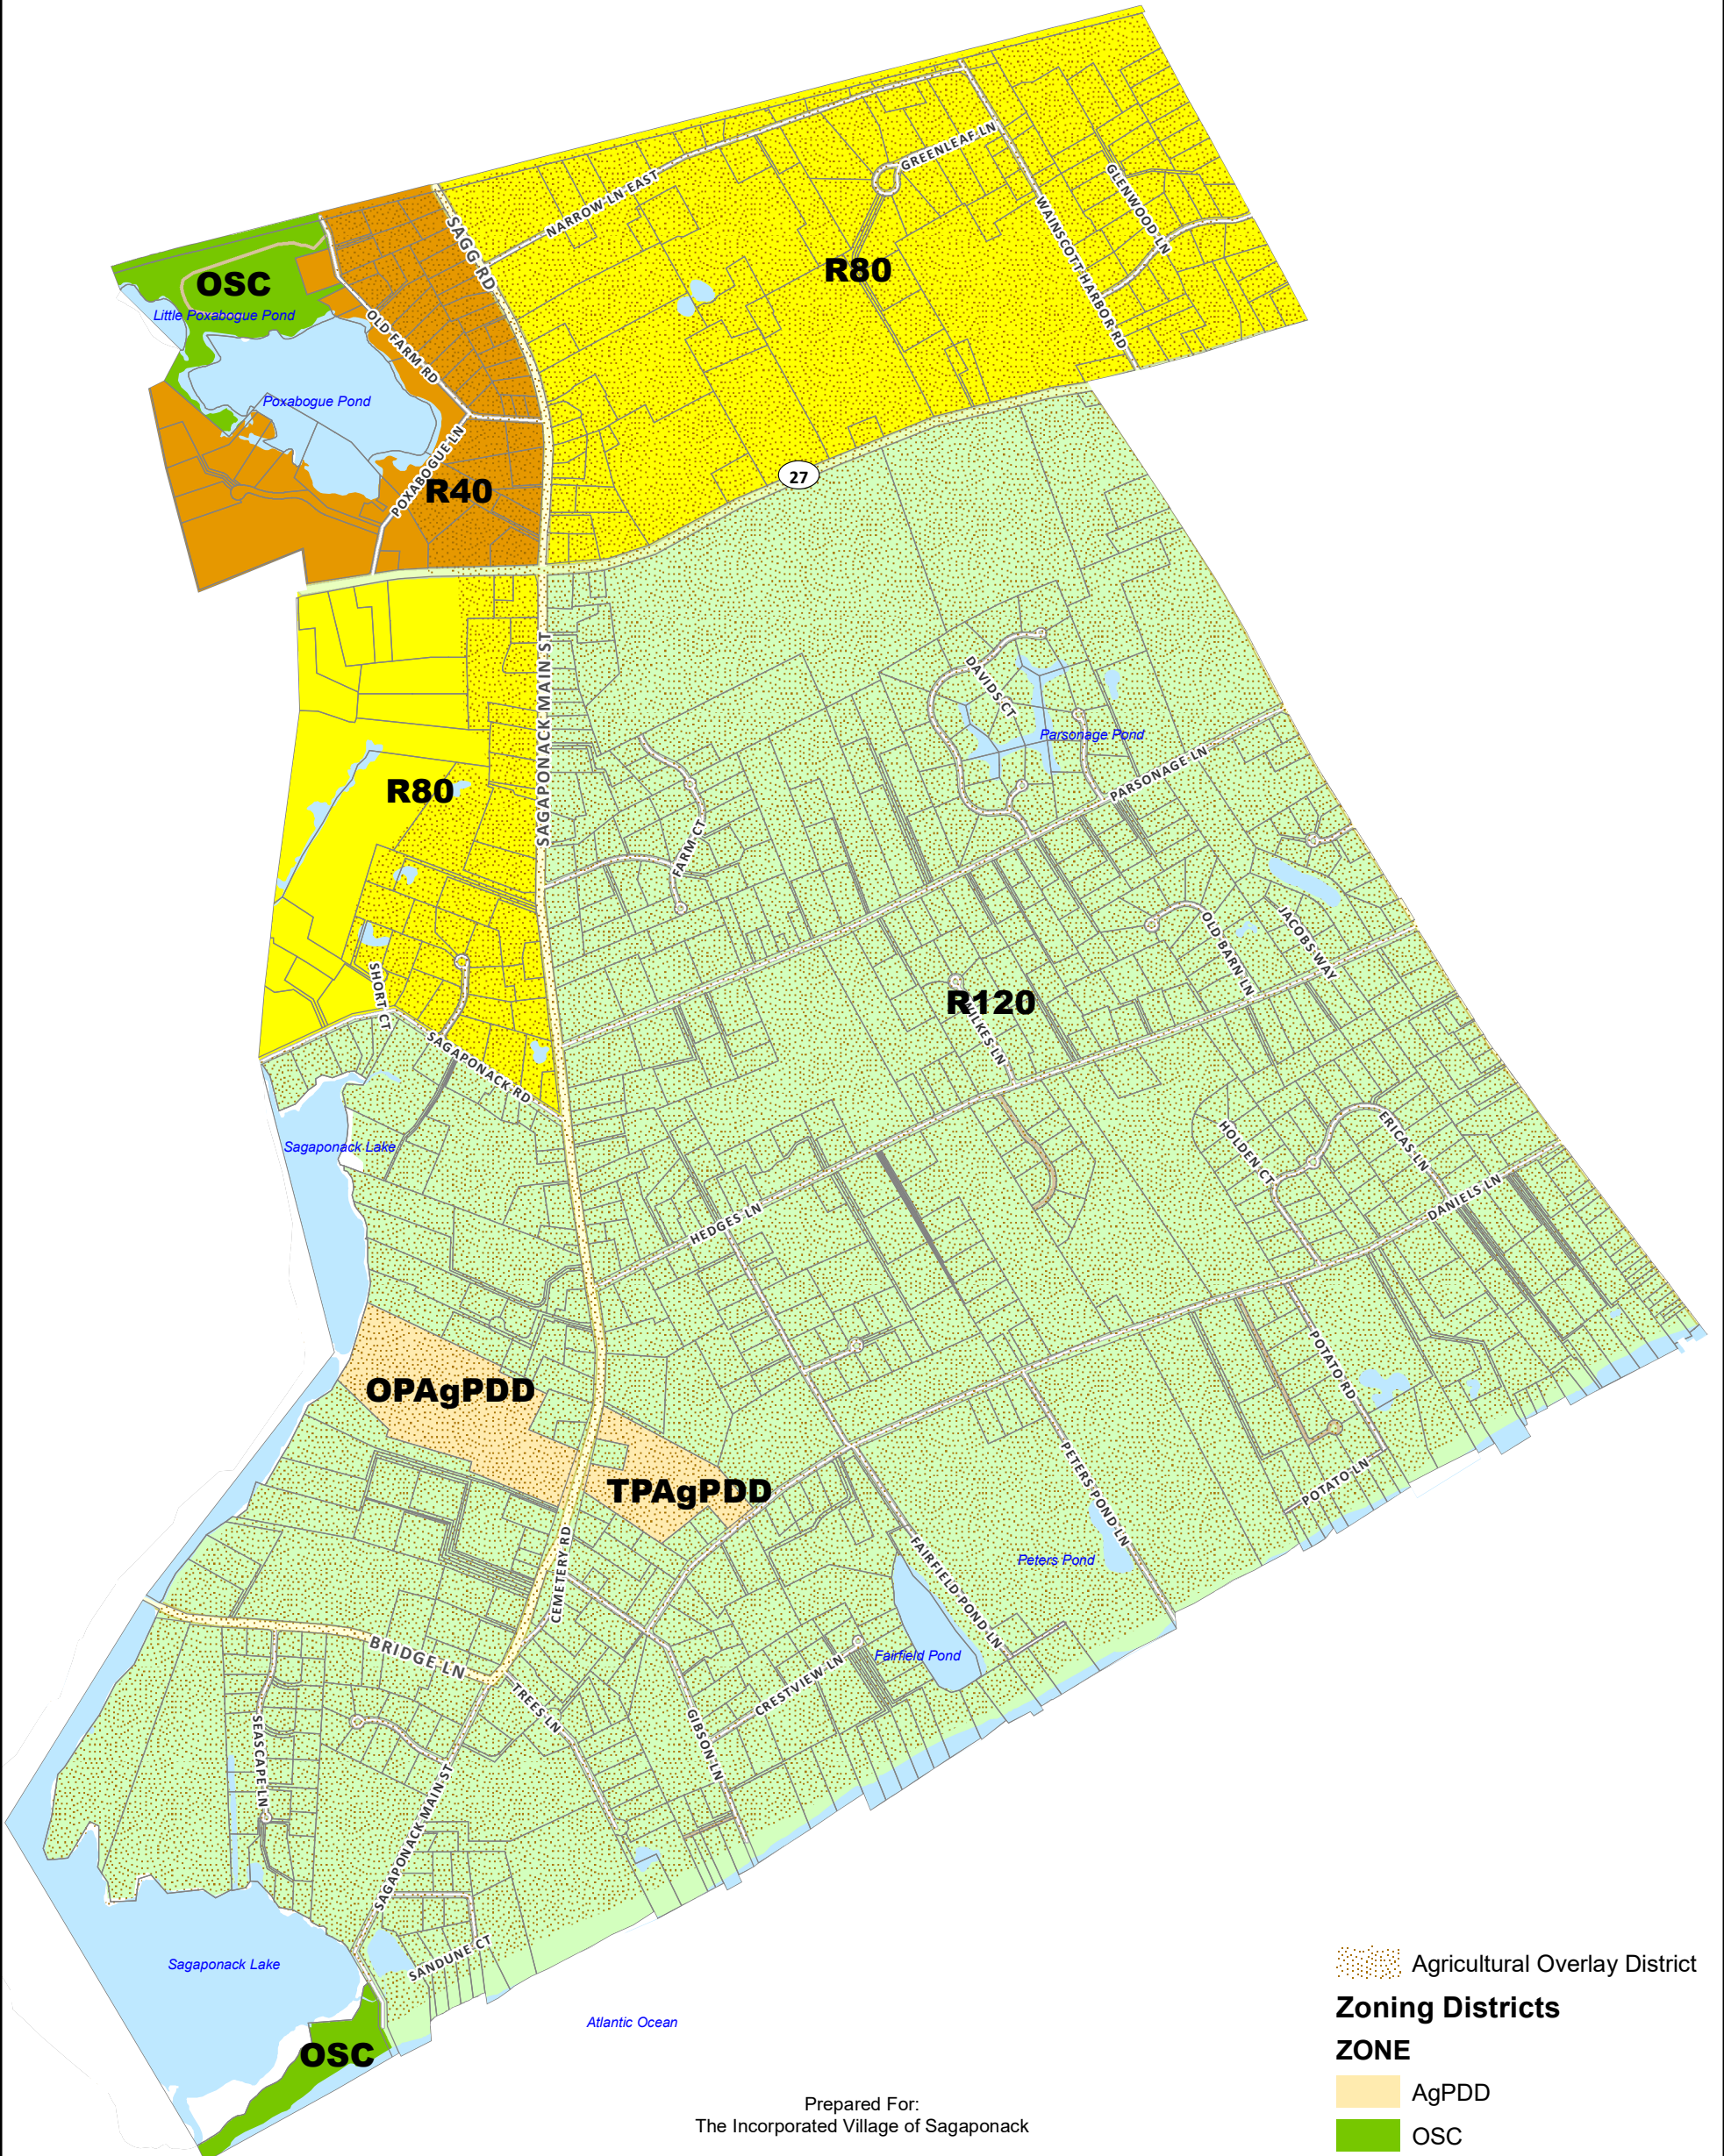 GREENLEAF LN
NARROW LN EAST
GLENWOOD LN
SAGG RD
WAINSCOTT HARBOR RD
R80
OSC
Little Poxabogue Pond
OLD FARM RD
Poxabogue Pond
POXABOGUE LN
R40
27
SAGAPONACK MAIN ST
DAVIDS CT
Parsonage Pond
PARSONAGE LN
R80
FARM CT
OLD BARN LN
JACOBS WAY
SHORT CT
R120
WILKES LN
SAGAPONACK RD
Sagaponack Lake
HOLDEN CT
ERICAS LN
HEDGES LN
DANIELS LN
OPAgPDD
POTATO RD
TPAgPDD
PETERS POND LN
POTATO LN
CEMETERY RD
FAIRFIELD POND LN
Peters Pond
BRIDGE LN
Fairfield Pond
CRESTVIEW LN
TREES LN
GIBSON LN
SEASCAPE LN
SAGAPONACK MAIN ST
SANDUNE CT
Sagaponack Lake
Atlantic Ocean
OSC
Agricultural Overlay District
Zoning Districts
ZONE
AgPDD
OSC
Prepared For:
The Incorporated Village of Sagaponack